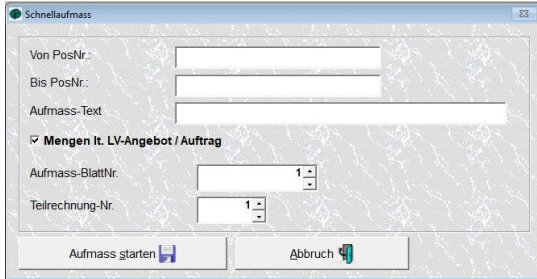 Schnellaufmass
Von PosNr.:
Bis PosNr.:
Aufmass-Text
Mengen lt. LV-Angebot / Auftrag
Aufmass-BlattNr. 1
Teilrechnung-Nr. 1
Aufmass starten Abbruch